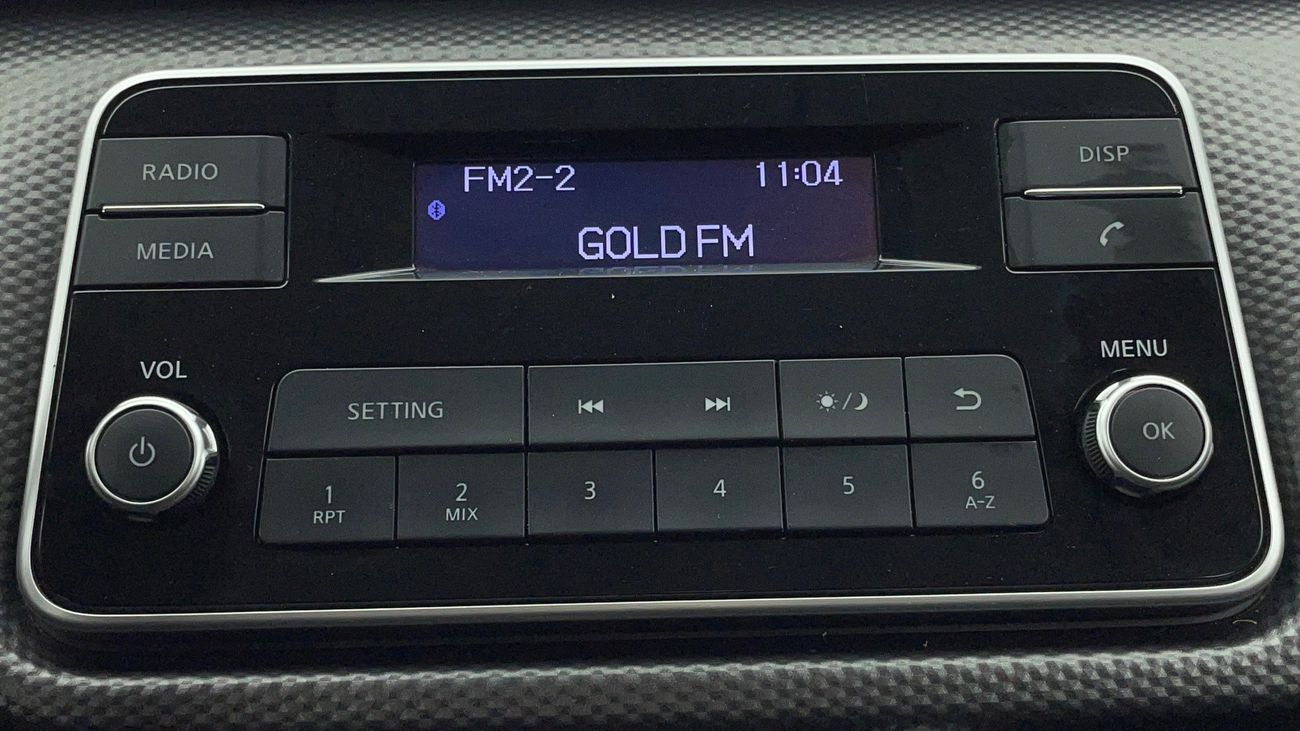 RADIO
MEDIA
FM2-2 11:04
GOLD FM
DISP
VOL
MENU
SETTING
OK
1 2 3 4 5 6
RPT MIX A-Z